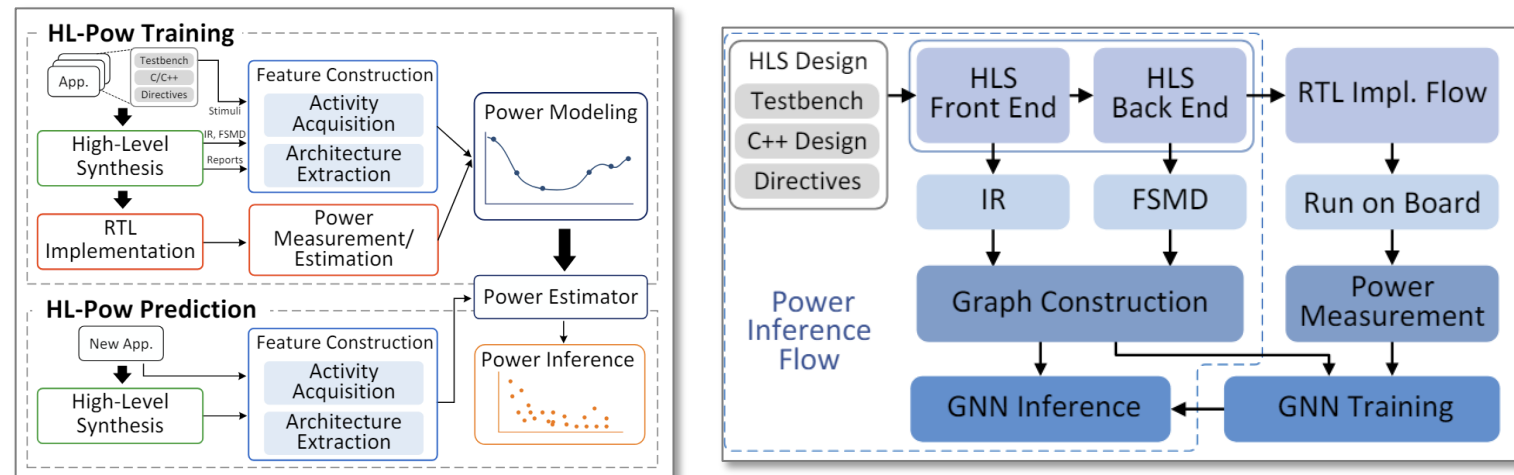 HL-Pow Training
App.
Testbench
C/C++
Directives
Stimuli
High-Level
Synthesis
IR, FSMD
Reports
RTL
Implementation
Feature Construction
Activity
Acquisition
Architecture
Extraction
Power
Measurement/
Estimation
Power Modeling
HL-Pow Prediction
New App.
High-Level
Synthesis
Feature Construction
Activity
Acquisition
Architecture
Extraction
Power Estimator
Power Inference
HLS Design
Testbench
C++ Design
Directives
HLS
Front End
HLS
Back End
RTL Impl. Flow
IR
FSMD
Run on Board
Power
Inference
Flow
Graph Construction
Power
Measurement
GNN Inference
GNN Training